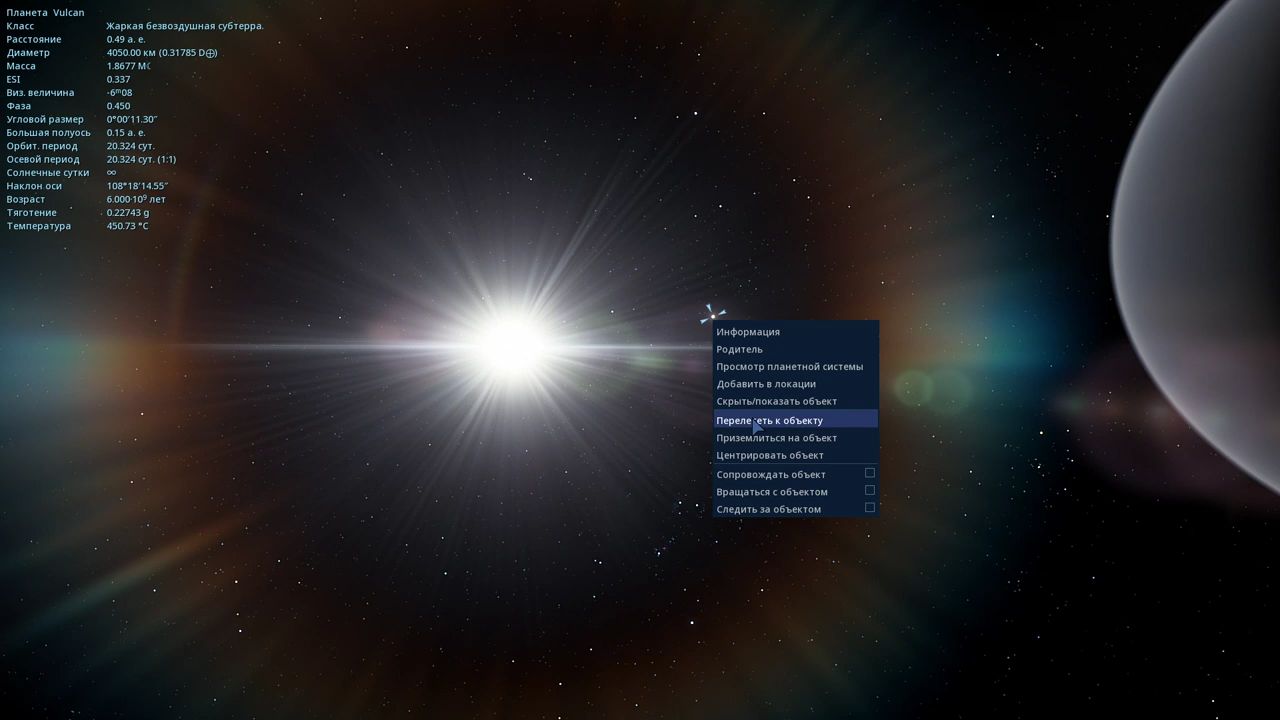 Планета Vulcan
Класс Жаркая безвоздушная субтерра.
Расстояние 0.49 а. е.
Диаметр 4050.00 км (0.31785 D⊕)
Масса 1.8677 M☾
ESI 0.337
Виз. величина -6ᵐ08
Фаза 0.450
Угловой размер 0°00'11.30"
Большая полуось 0.15 а. е.
Орбит. период 20.324 сут.
Осевой период 20.324 сут. (1:1)
Солнечные сутки ∞
Наклон оси 108°18'14.55"
Возраст 6.000·10⁹ лет
Тяготение 0.22743 g
Температура 450.73 °C
Информация
Родитель
Просмотр планетной системы
Добавить в локации
Скрыть/показать объект
Перелететь к объекту
Приземлиться на объект
Центрировать объект
Сопровождать объект
Вращаться с объектом
Следить за объектом